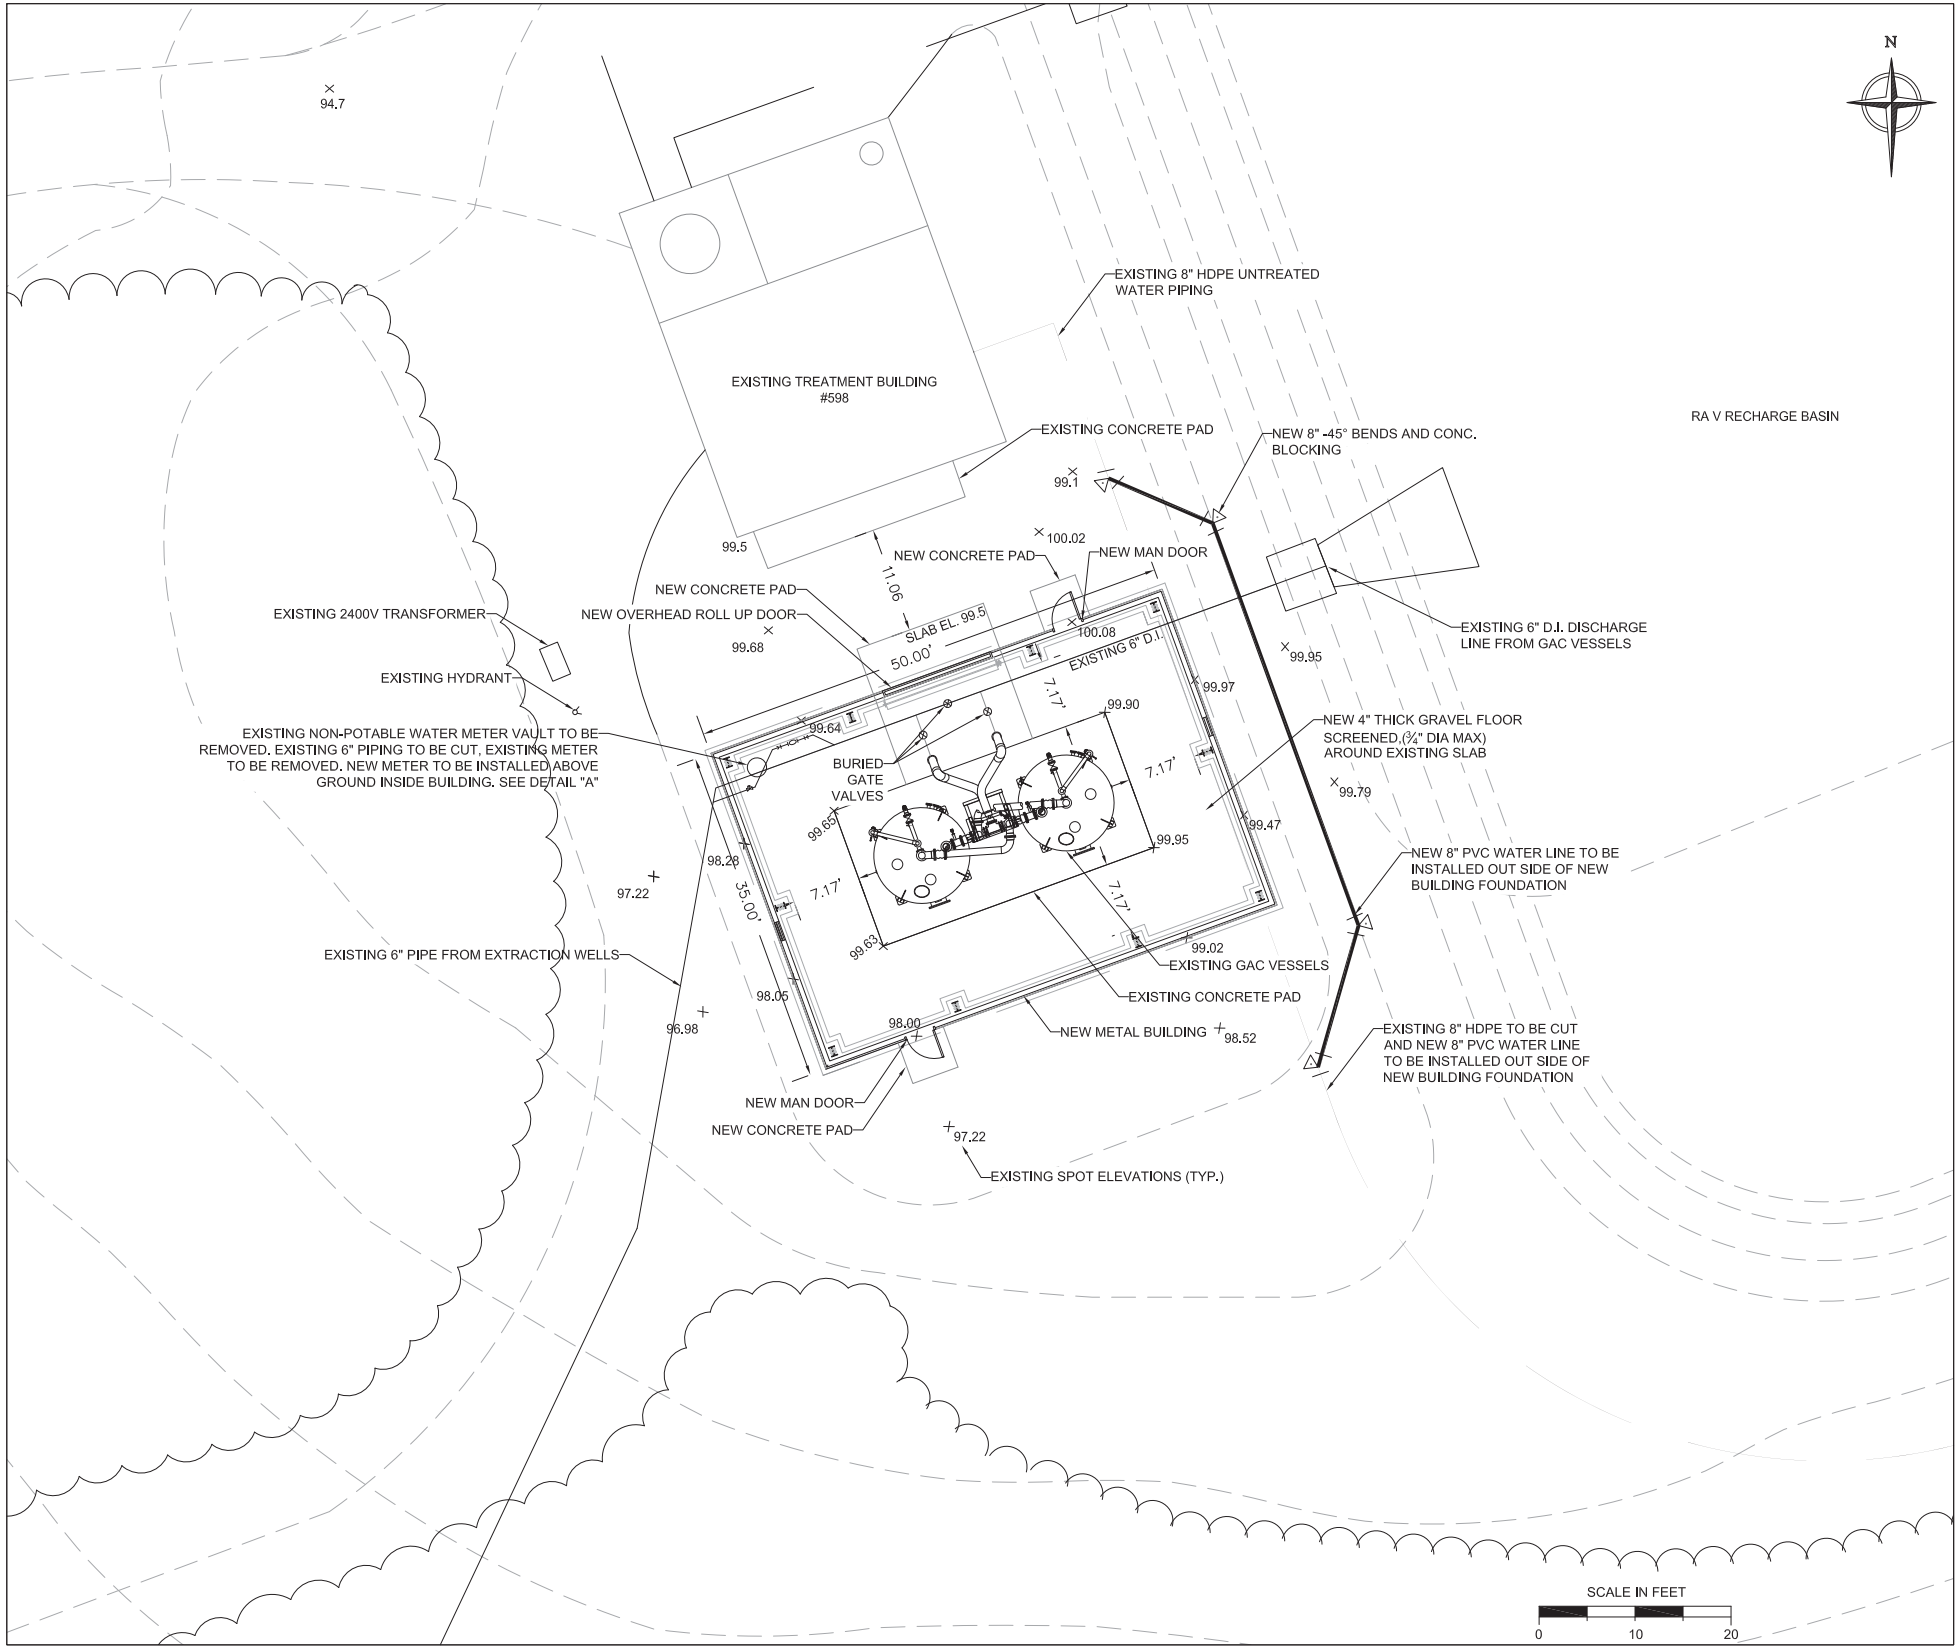 N
94.7
EXISTING 8" HDPE UNTREATED
WATER PIPING
EXISTING TREATMENT BUILDING
#598
RA V RECHARGE BASIN
EXISTING CONCRETE PAD
NEW 8" -45° BENDS AND CONC.
BLOCKING
99.1
99.5
100.02
NEW CONCRETE PAD
NEW MAN DOOR
11.06
NEW CONCRETE PAD
SLAB EL. 99.5
EXISTING 2400V TRANSFORMER
NEW OVERHEAD ROLL UP DOOR
100.08
EXISTING 6" D.I. DISCHARGE
LINE FROM GAC VESSELS
99.68
50.00'
EXISTING 6" D.I.
99.95
EXISTING HYDRANT
7.17'
99.97
99.90
99.64
NEW 4" THICK GRAVEL FLOOR
SCREENED,(¾" DIA MAX)
AROUND EXISTING SLAB
EXISTING NON-POTABLE WATER METER VAULT TO BE
REMOVED. EXISTING 6" PIPING TO BE CUT, EXISTING METER
TO BE REMOVED. NEW METER TO BE INSTALLED ABOVE
GROUND INSIDE BUILDING. SEE DETAIL "A"
BURIED
GATE
VALVES
7.17'
99.79
99.65
99.47
99.95
98.28
NEW 8" PVC WATER LINE TO BE
INSTALLED OUT SIDE OF NEW
BUILDING FOUNDATION
97.22
35.00'
7.17'
7.17'
99.63
99.02
EXISTING 6" PIPE FROM EXTRACTION WELLS
EXISTING GAC VESSELS
98.05
EXISTING CONCRETE PAD
96.98
98.00
NEW METAL BUILDING
98.52
EXISTING 8" HDPE TO BE CUT
AND NEW 8" PVC WATER LINE
TO BE INSTALLED OUT SIDE OF
NEW BUILDING FOUNDATION
NEW MAN DOOR
NEW CONCRETE PAD
97.22
EXISTING SPOT ELEVATIONS (TYP.)
SCALE IN FEET
0 10 20